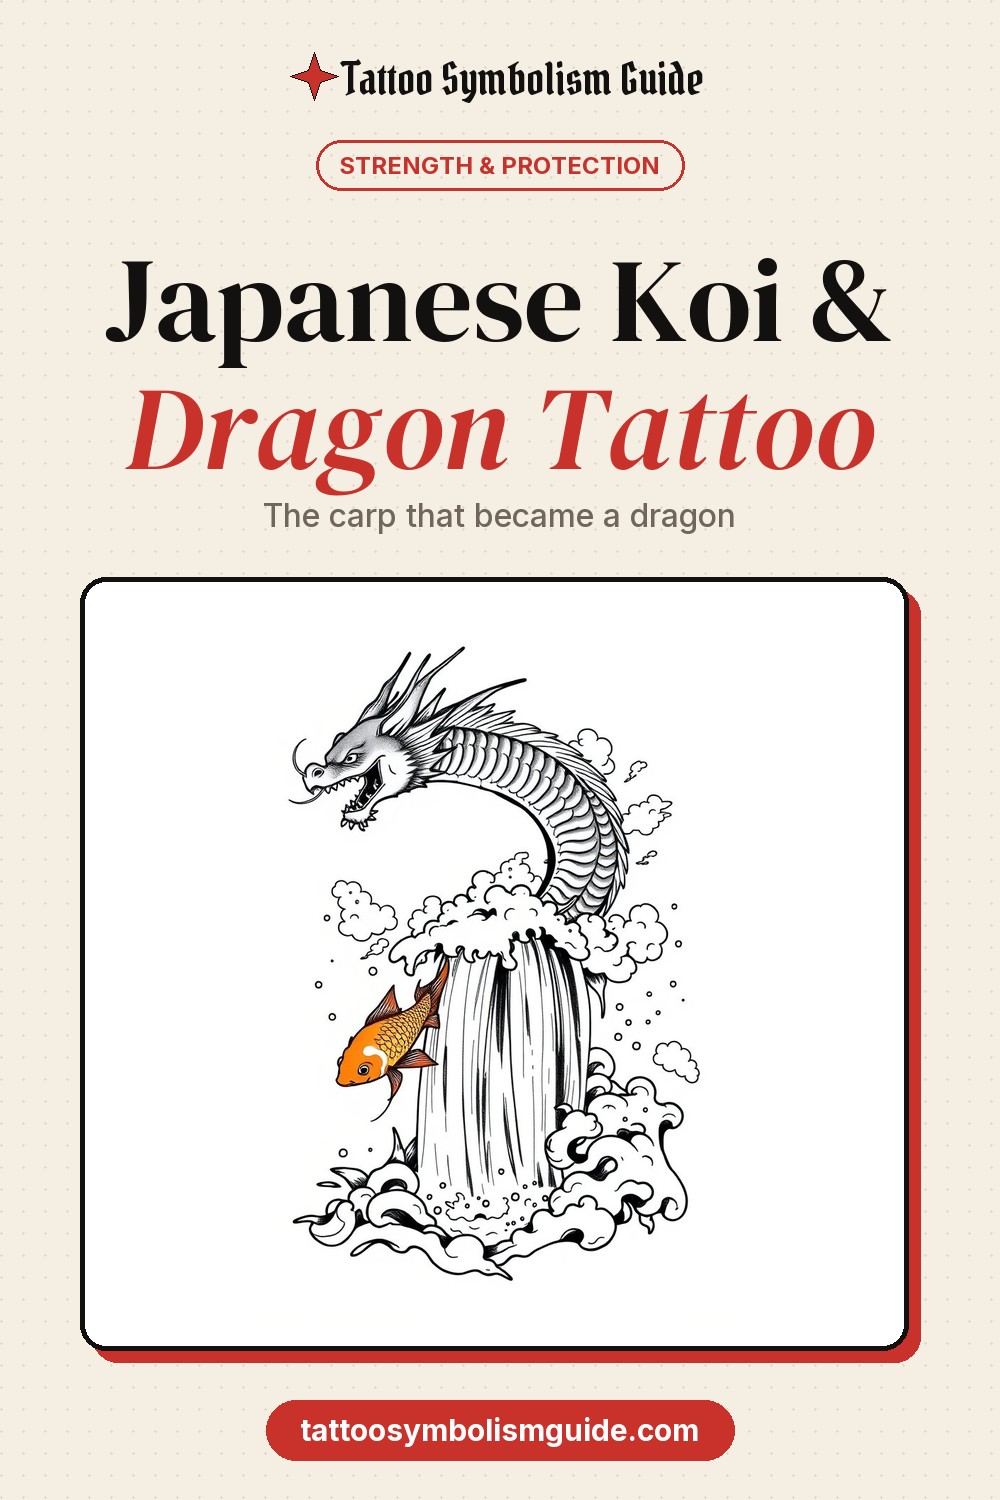 Tattoo Symbolism Guide
STRENGTH & PROTECTION
Japanese Koi &
Dragon Tattoo
The carp that became a dragon
tattoosymbolismguide.com